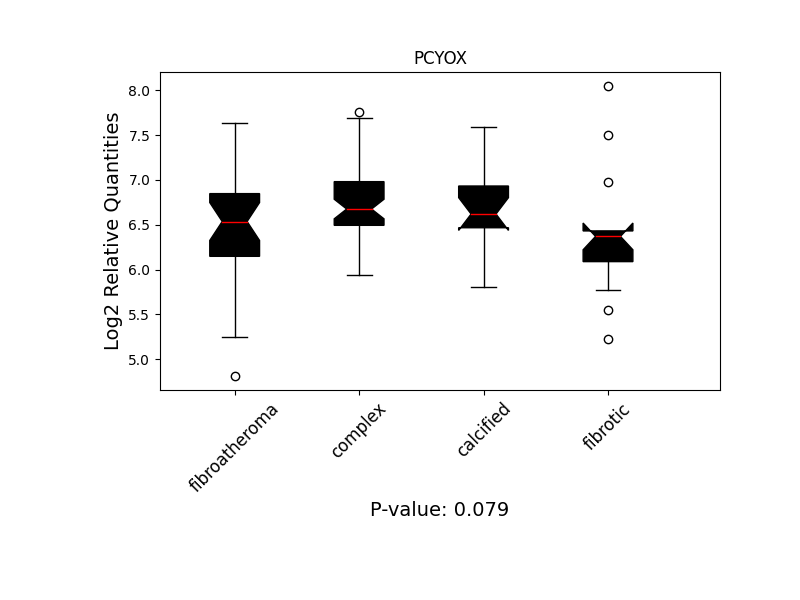 PCYOX
Log2 Relative Quantities
8.0
7.5
7.0
6.5
6.0
5.5
5.0
fibroatheroma
complex
calcified
fibrotic
P-value: 0.079